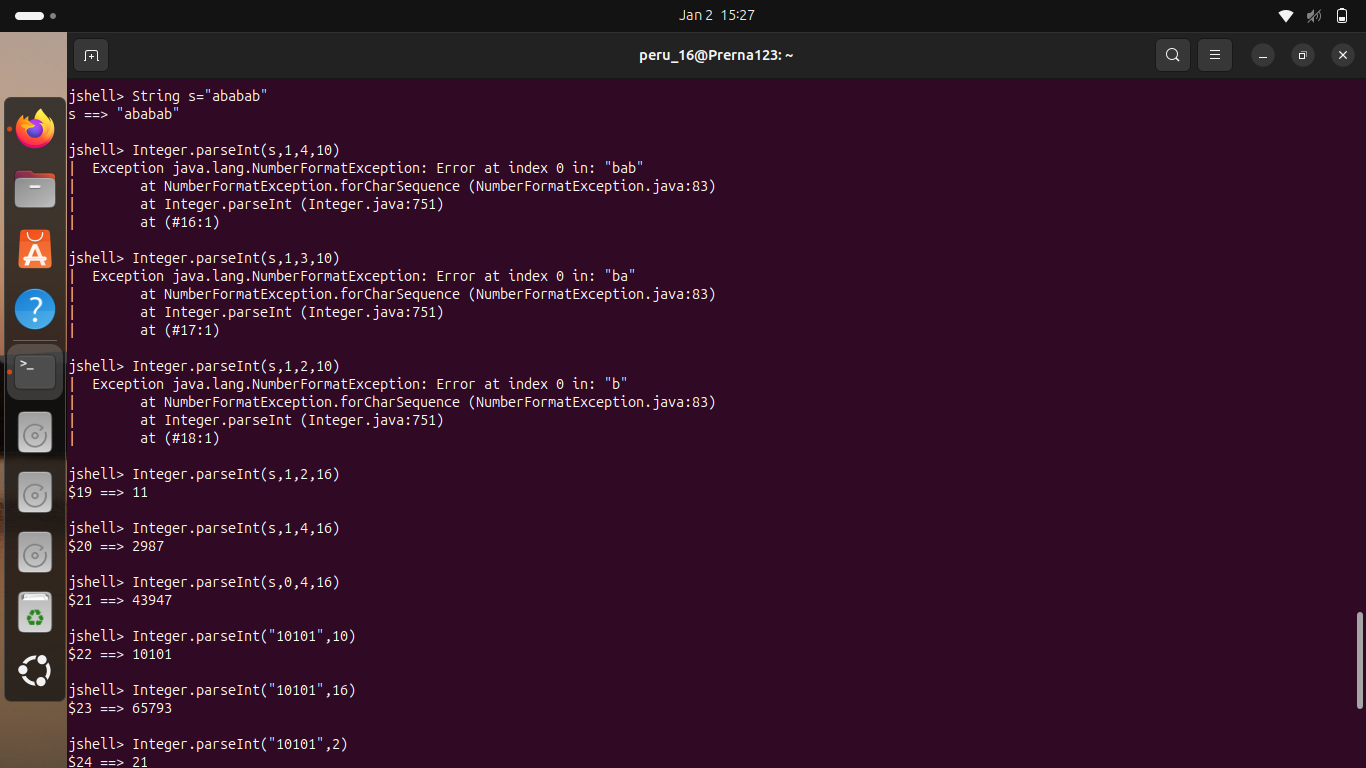 Jan 2 15:27
peru_16@Prerna123: ~
jshell> String s="ababab"
s ==> "ababab"
jshell> Integer.parseInt(s,1,4,10)
| Exception java.lang.NumberFormatException: Error at index 0 in: "bab"
| at NumberFormatException.forCharSequence (NumberFormatException.java:83)
| at Integer.parseInt (Integer.java:751)
| at (#16:1)
jshell> Integer.parseInt(s,1,3,10)
| Exception java.lang.NumberFormatException: Error at index 0 in: "ba"
| at NumberFormatException.forCharSequence (NumberFormatException.java:83)
| at Integer.parseInt (Integer.java:751)
| at (#17:1)
jshell> Integer.parseInt(s,1,2,10)
| Exception java.lang.NumberFormatException: Error at index 0 in: "b"
| at NumberFormatException.forCharSequence (NumberFormatException.java:83)
| at Integer.parseInt (Integer.java:751)
| at (#18:1)
jshell> Integer.parseInt(s,1,2,16)
$19 ==> 11
jshell> Integer.parseInt(s,1,4,16)
$20 ==> 2987
jshell> Integer.parseInt(s,0,4,16)
$21 ==> 43947
jshell> Integer.parseInt("10101",10)
$22 ==> 10101
jshell> Integer.parseInt("10101",16)
$23 ==> 65793
jshell> Integer.parseInt("10101",2)
$24 ==> 21